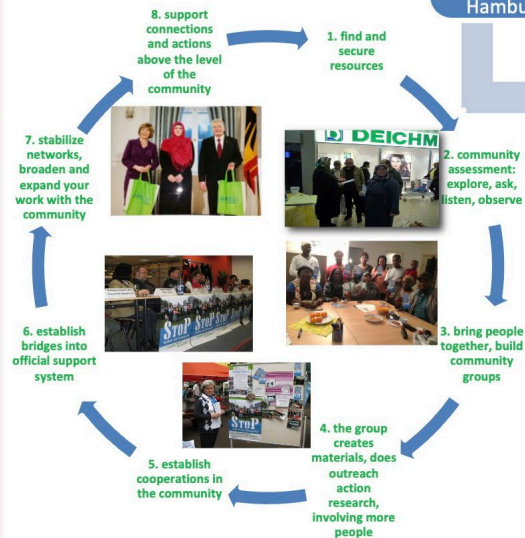 Hambu
8. support
connections
and actions
above the level
of the
community
1. find and
secure
resources
2. community
assessment:
explore, ask,
listen, observe
3. bring people
together, build
community
groups
4. the group
creates
materials, does
outreach
action
research,
involving more
people
5. establish
cooperations in
the community
6. establish
bridges into
official support
system
7. stabilize
networks,
broaden and
expand your
work with the
community
DEICHM
StoP StoP StoP
StoP